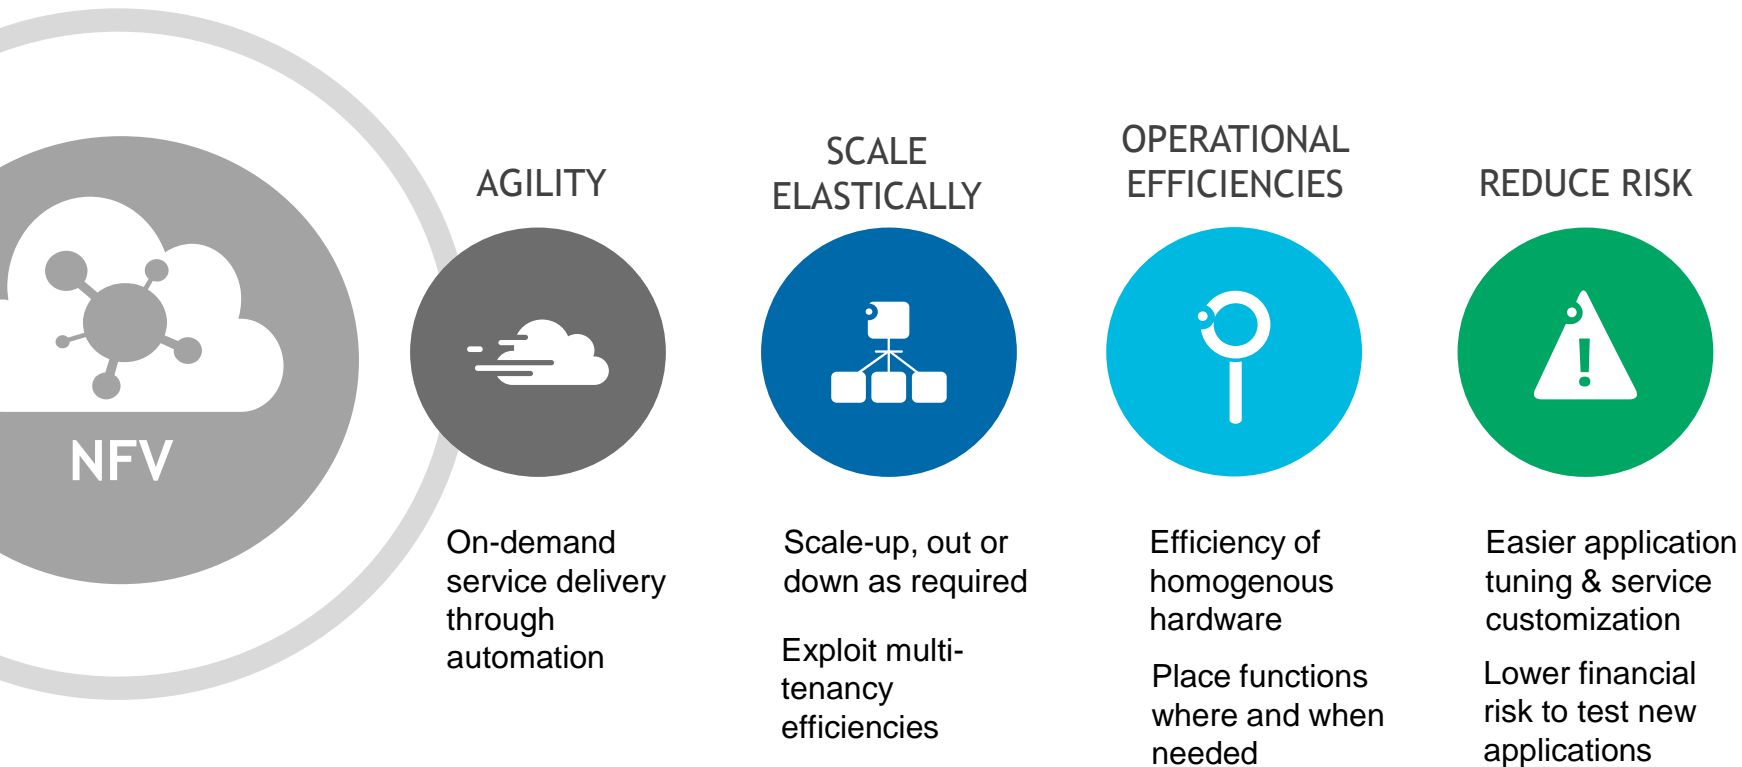 NFV
AGILITY
On-demand
service delivery
through
automation
SCALE
ELASTICALLY
Scale-up, out or
down as required
Exploit multi-
tenancy
efficiencies
OPERATIONAL
EFFICIENCIES
Efficiency of
homogenous
hardware
Place functions
where and when
needed
REDUCE RISK
!
Easier application
tuning & service
customization
Lower financial
risk to test new
applications